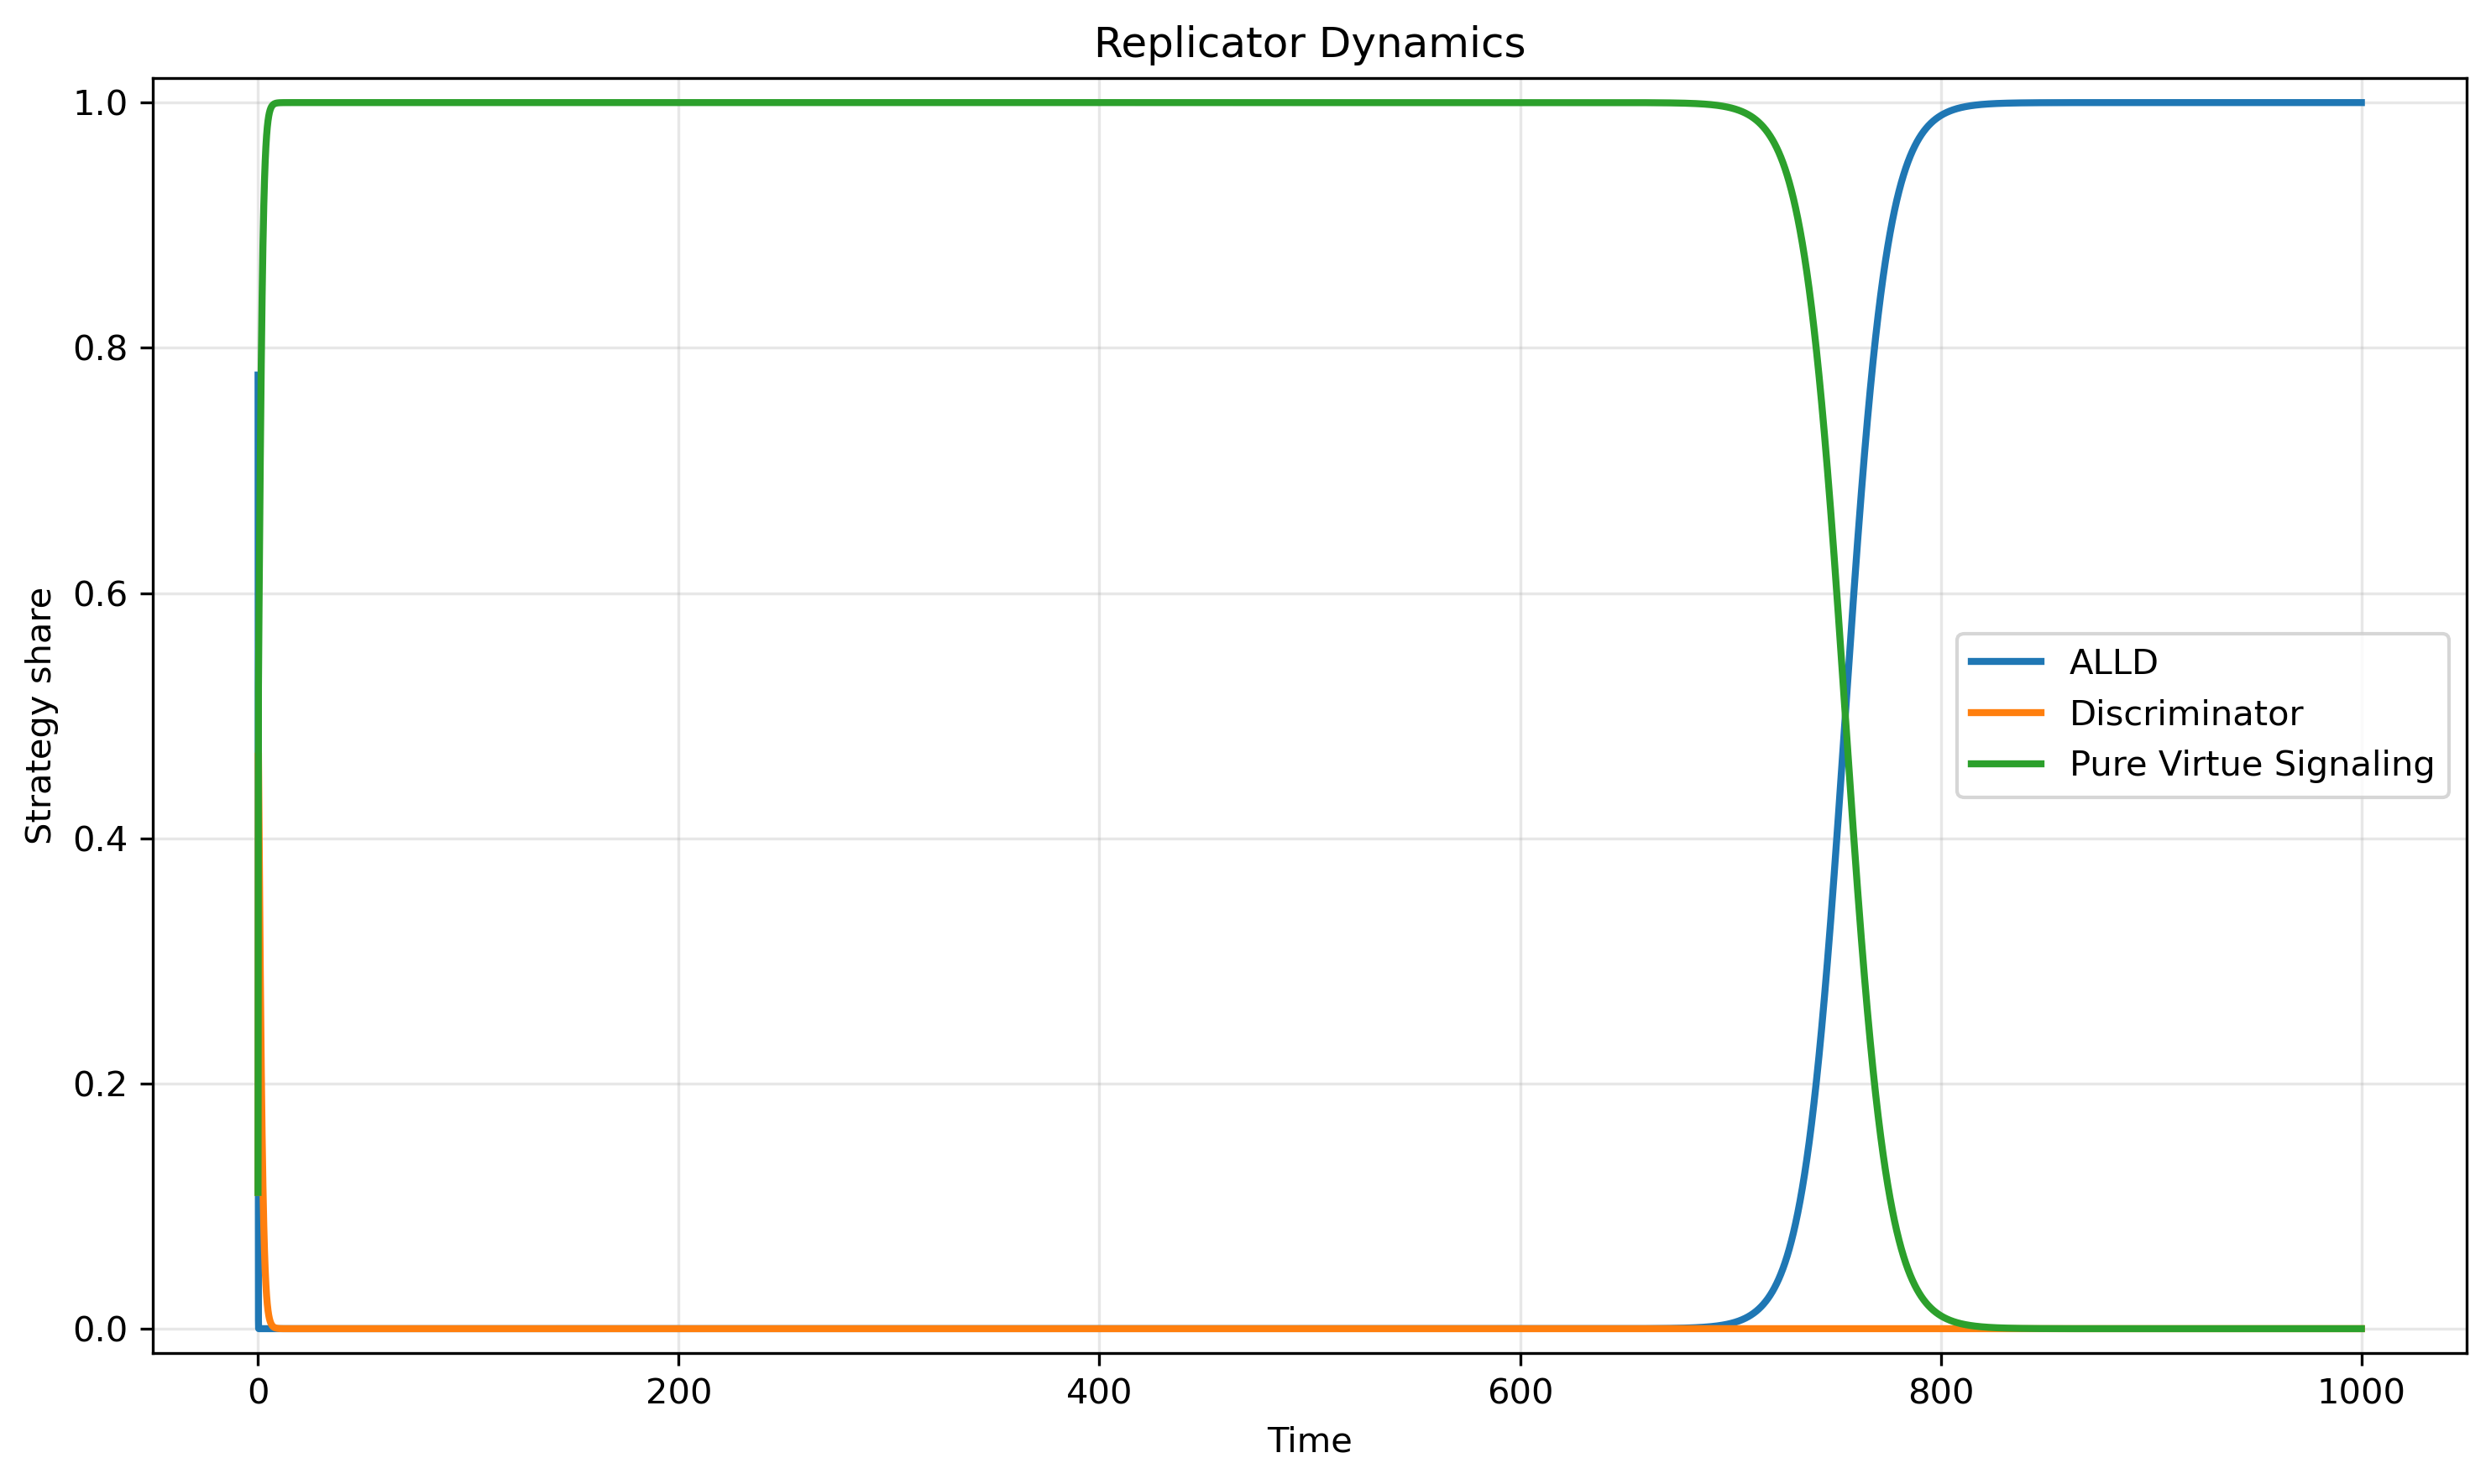 Replicator Dynamics
1.0
0.8
0.6
0.4
0.2
0.0
Strategy share
ALLD
Discriminator
Pure Virtue Signaling
0 200 400 600 800 1000
Time